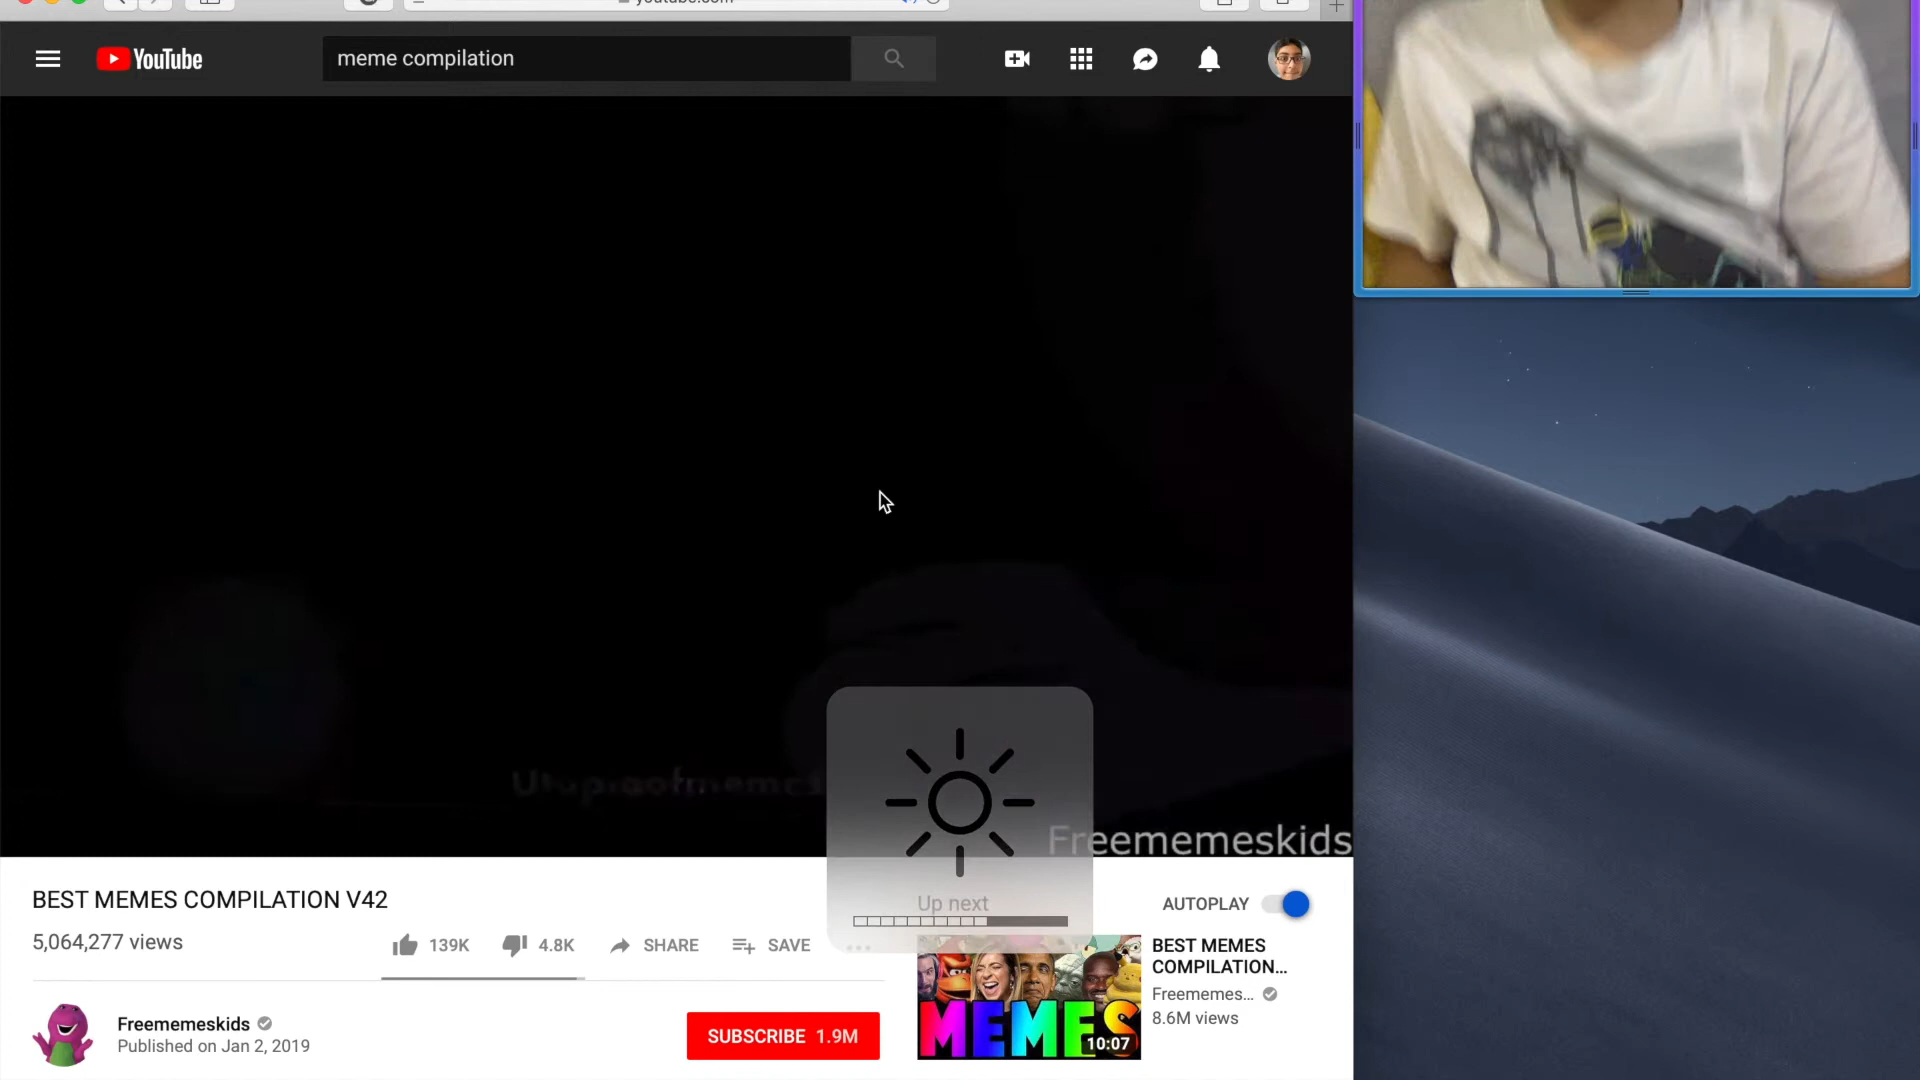 youtube.com
YouTube
meme compilation
Freememeskids
BEST MEMES COMPILATION V42
5,064,277 views
139K
4.8K
SHARE
SAVE
Up next
AUTOPLAY
BEST MEMES
COMPILATION...
Freememes...
8.6M views
MEMES
10:07
Freememeskids
Published on Jan 2, 2019
SUBSCRIBE 1.9M